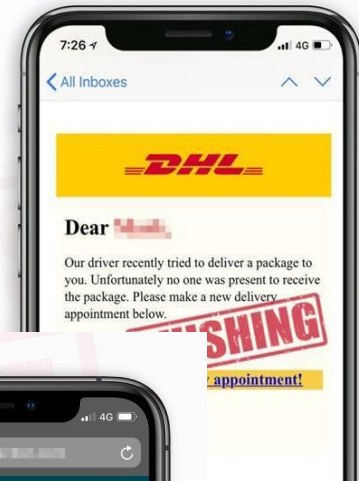 7:26
4G
All Inboxes
DHL
Dear
Our driver recently tried to deliver a package to
you. Unfortunately no one was present to receive
the package. Please make a new delivery
appointment below.
appointment!
4G